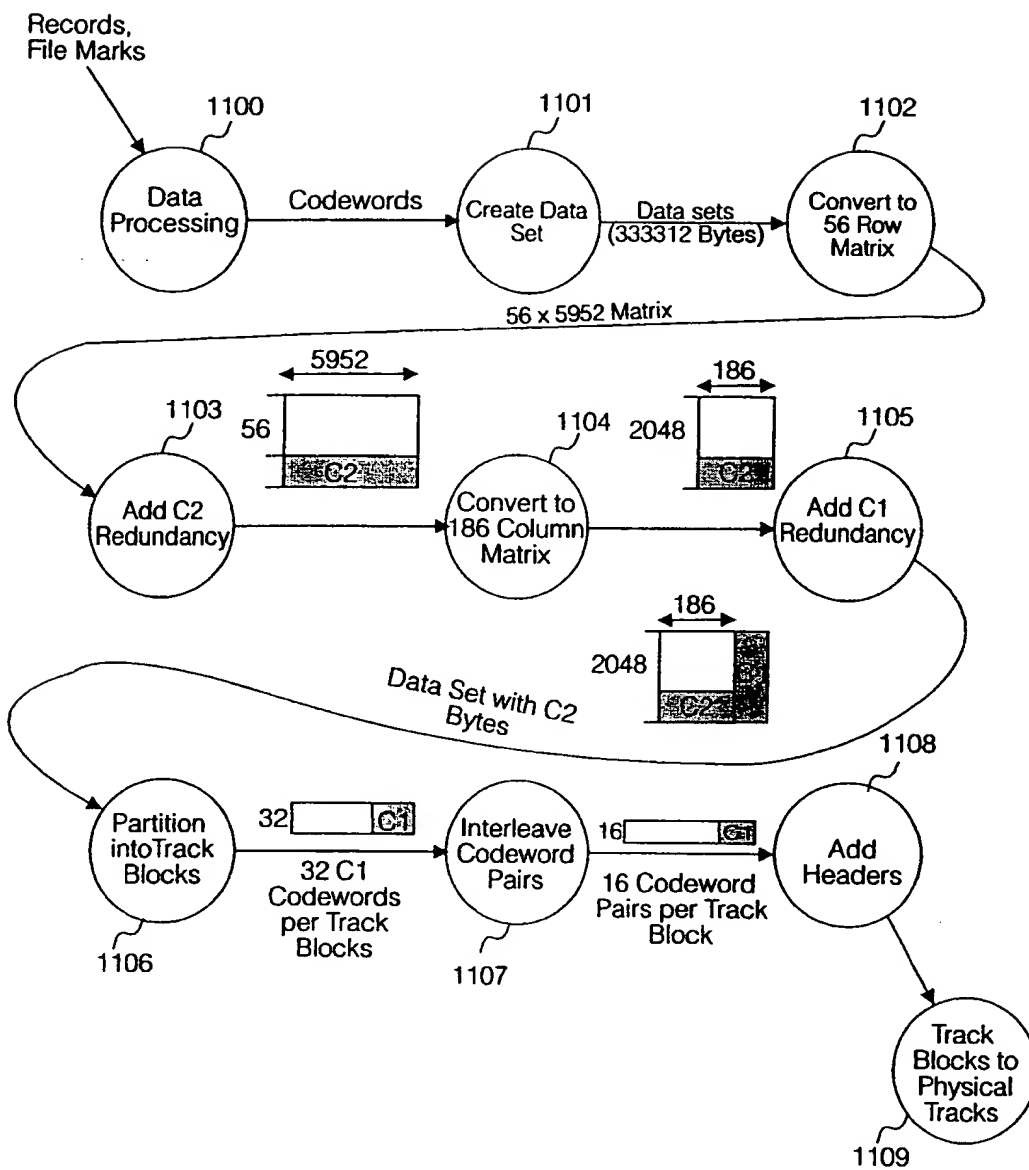 Records,
File Marks
1100
1101
1102
Data
Processing
Codewords
Create Data
Set
Data sets
(333312 Bytes)
Convert to
56 Row
Matrix
56 x 5952 Matrix
1103
5952
56
C2
1104
186
2048
C2
1105
Add C2
Redundancy
Convert to
186 Column
Matrix
Add C1
Redundancy
186
2048
C2
Data Set with C2
Bytes
1108
Partition
intoTrack
Blocks
32
C1
32 C1
Codewords
per Track
Blocks
Interleave
Codeword
Pairs
16
C1
16 Codeword
Pairs per Track
Block
Add
Headers
1106
1107
Track
Blocks to
Physical
Tracks
1109